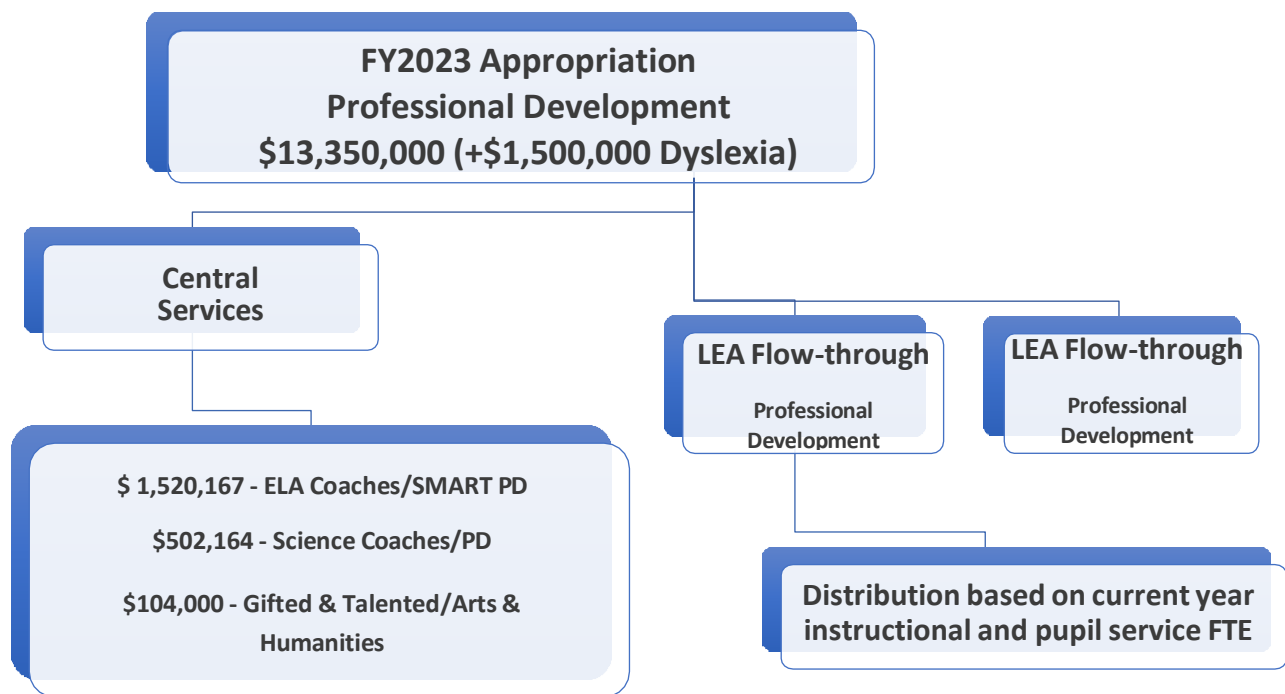 FY2023 Appropriation
Professional Development
$13,350,000 (+$1,500,000 Dyslexia)
Central
Services
LEA Flow-through
Professional
Development
LEA Flow-through
Professional
Development
$ 1,520,167 - ELA Coaches/SMART PD
$502,164 - Science Coaches/PD
$104,000 - Gifted & Talented/Arts &
Humanities
Distribution based on current year
instructional and pupil service FTE